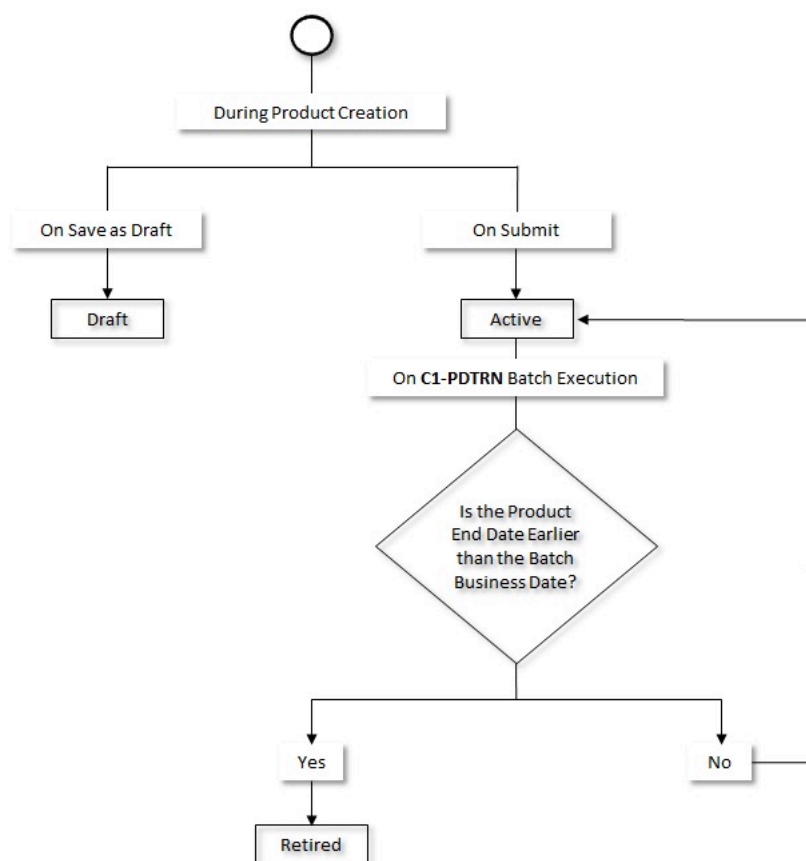 During Product Creation
On Save as Draft
On Submit
Draft
Active
On C1-PDTRN Batch Execution
Is the Product
End Date Earlier
than the Batch
Business Date?
Yes
No
Retired